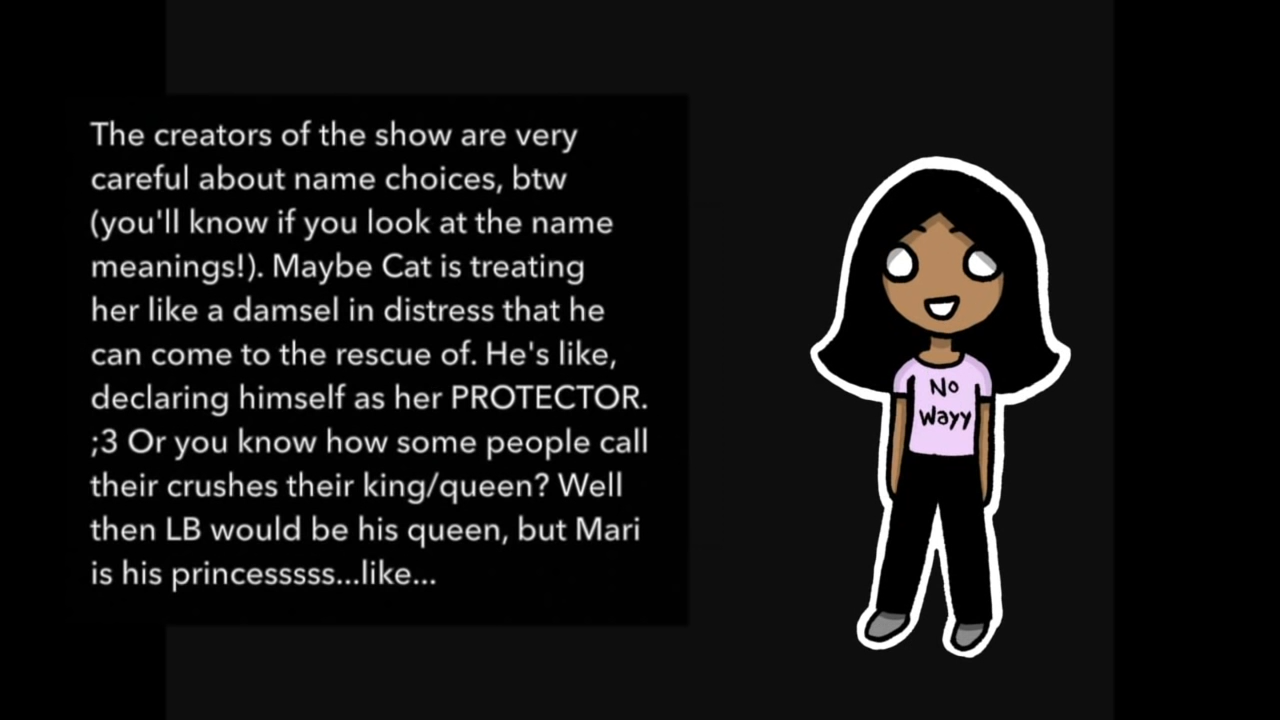 The creators of the show are very
careful about name choices, btw
(you'll know if you look at the name
meanings!). Maybe Cat is treating
her like a damsel in distress that he
can come to the rescue of. He's like,
declaring himself as her PROTECTOR.
;3 Or you know how some people call
their crushes their king/queen? Well
then LB would be his queen, but Mari
is his princesssss...like...
No
Wayy